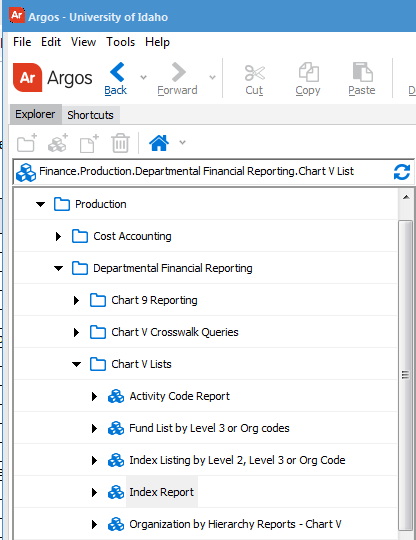 Ar Argos - University of Idaho
File Edit View Tools Help
Ar Argos Back Forward Cut Copy Paste
Explorer Shortcuts
Finance.Production.Departmental Financial Reporting.Chart V List
Production
Cost Accounting
Departmental Financial Reporting
Chart 9 Reporting
Chart V Crosswalk Queries
Chart V Lists
Activity Code Report
Fund List by Level 3 or Org codes
Index Listing by Level 2, Level 3 or Org Code
Index Report
Organization by Hierarchy Reports - Chart V